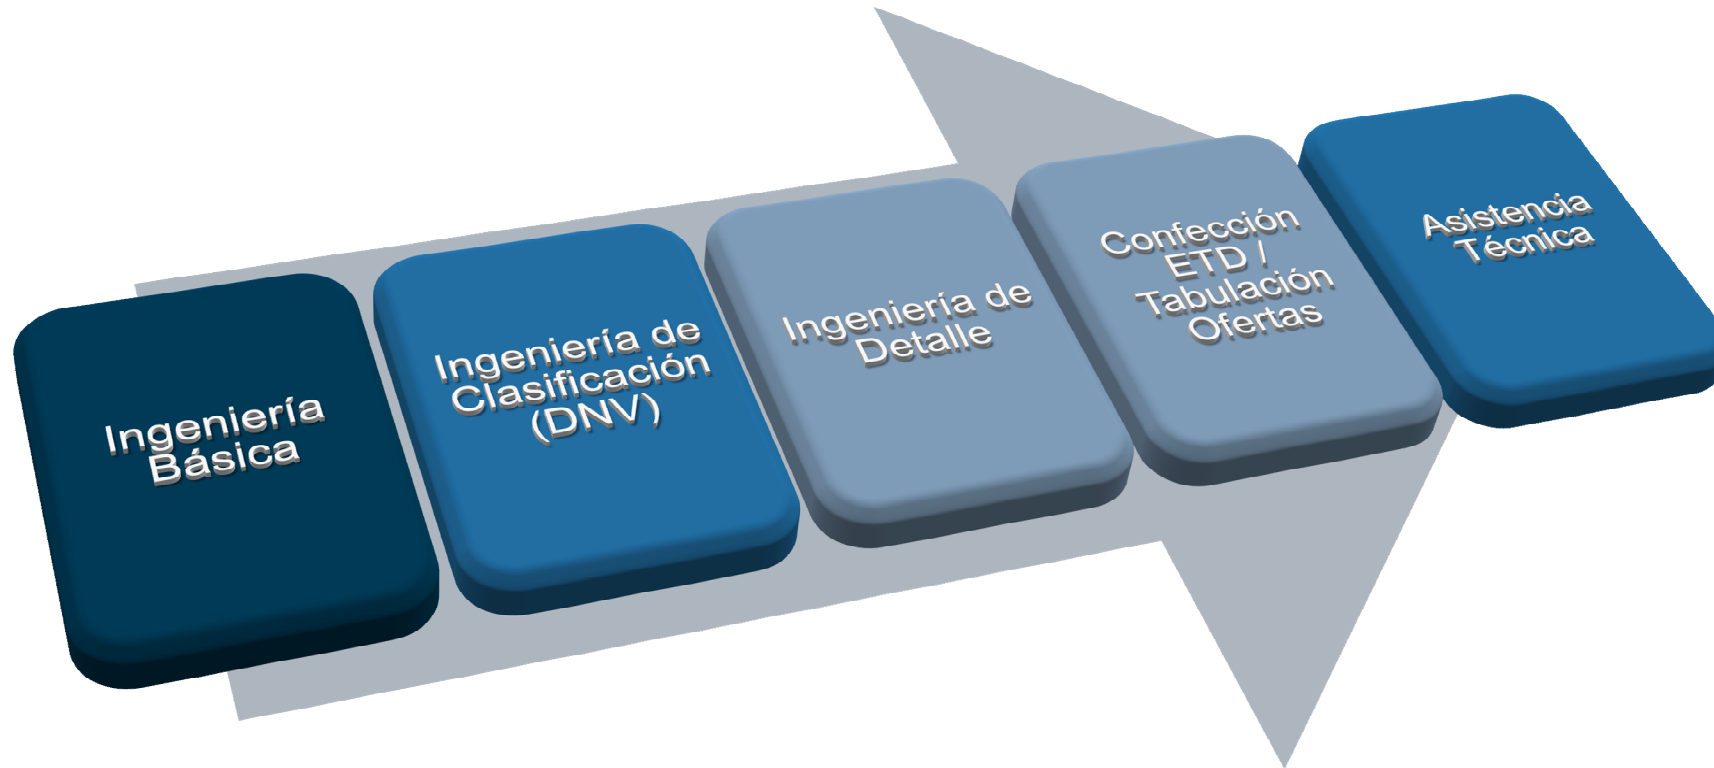 Ingeniería
Básica
Ingeniería de
Clasificación
(DNV)
Ingeniería de
Detalle
Confección
ETD /
Tabulación
Ofertas
Asistencia
Técnica